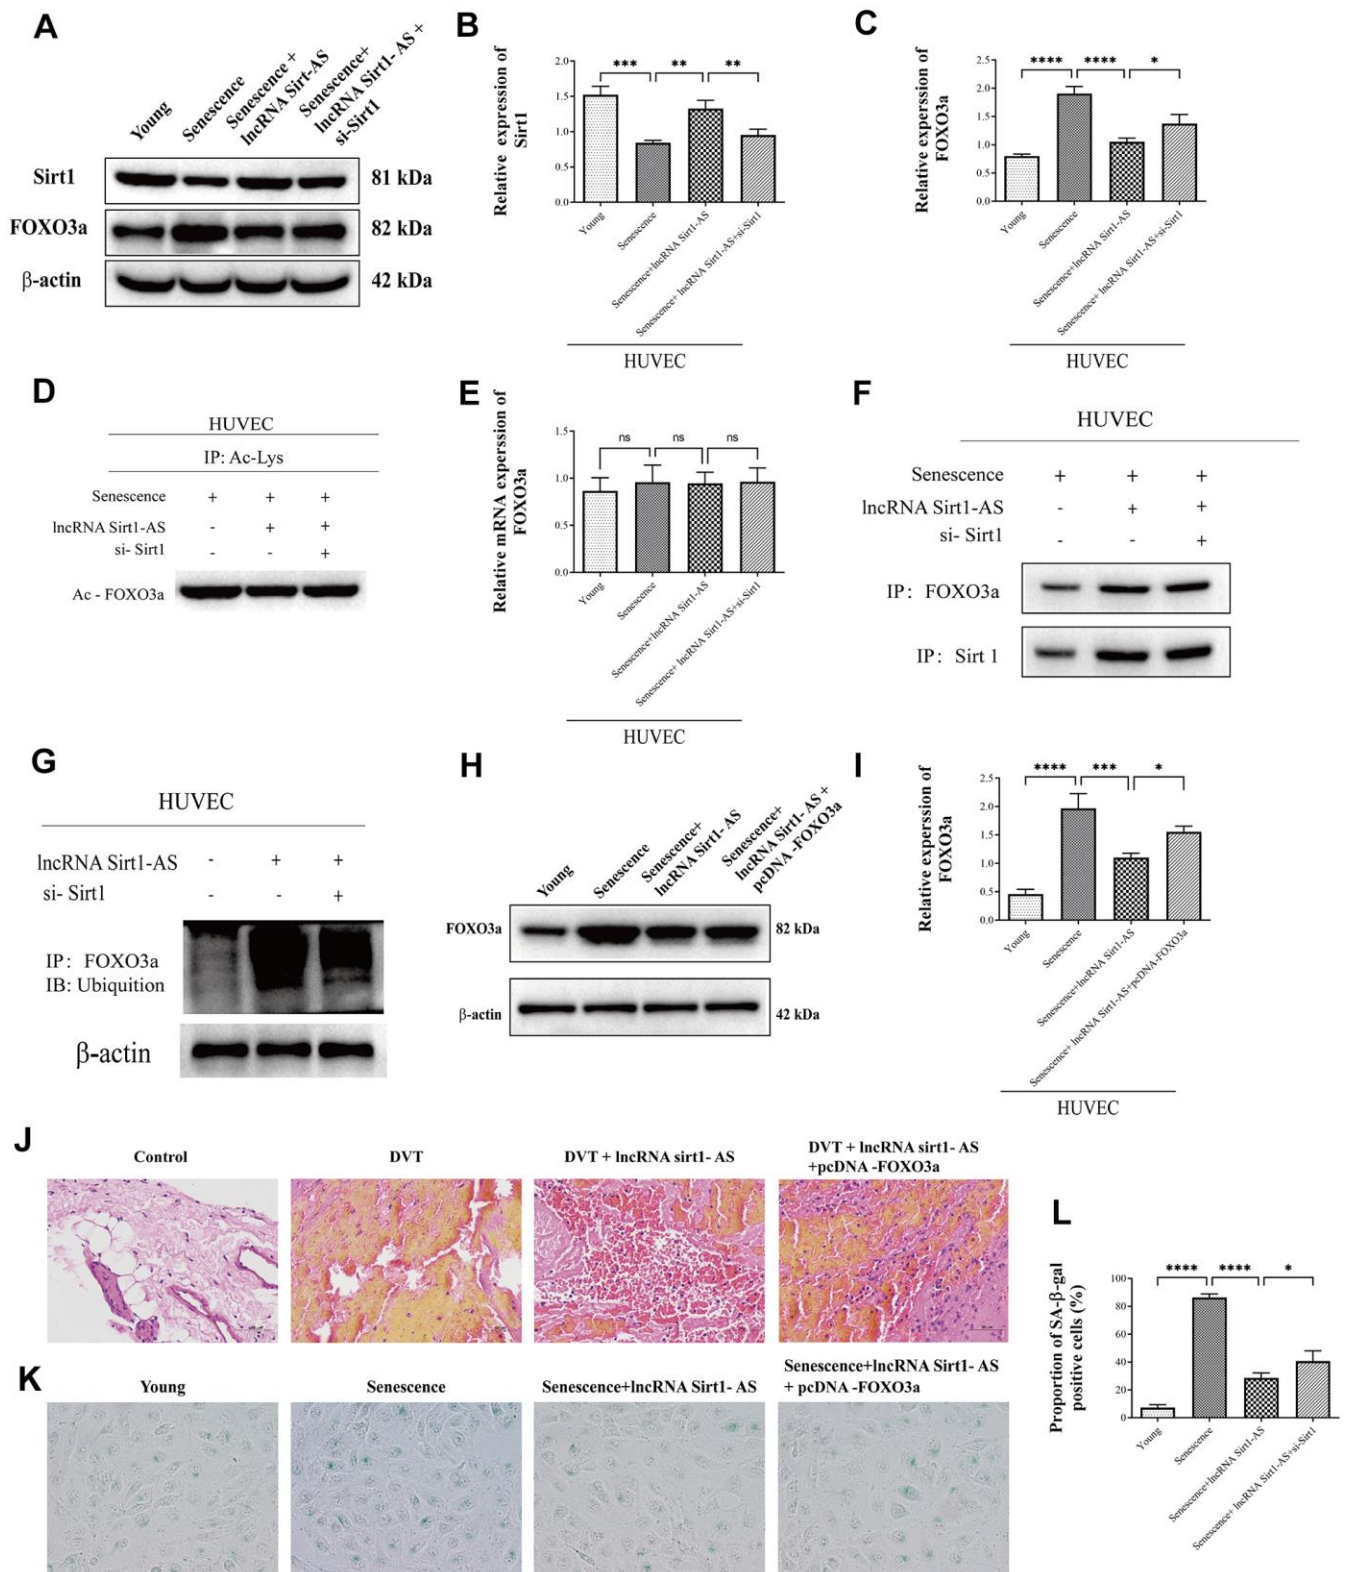 A
Young
Senescence
Senescence +
lncRNA Sirt-AS
Senescence+
lncRNA Sirt1- AS +
si-Sirt1
Sirt1
81 kDa
FOXO3a
82 kDa
β-actin
42 kDa
B
Relative expression of
Sirt1
2.0
1.5
1.0
0.5
0.0
***
**
**
Young
Senescence
Senescence+lncRNA Sirt1-AS
Senescence+ lncRNA Sirt1-AS+si-Sirt1
HUVEC
C
Relative experssion of
FOXO3a
2.5
2.0
1.5
1.0
0.5
0.0
****
****
*
Young
Senescence
Senescence+lncRNA Sirt1-AS
Senescence+ lncRNA Sirt1-AS+si-Sirt1
HUVEC
D
HUVEC
IP: Ac-Lys
Senescence + + +
lncRNA Sirt1-AS - + +
si- Sirt1 - - +
Ac - FOXO3a
E
Relative mRNA experssion of
FOXO3a
1.5
1.0
0.5
0.0
ns
ns
ns
Young
Senescence
Senescence+lncRNA Sirt1-AS
Senescence+ lncRNA Sirt1-AS+si-Sirt1
HUVEC
F
HUVEC
Senescence + + +
lncRNA Sirt1-AS - + +
si- Sirt1 - - +
IP: FOXO3a
IP: Sirt 1
G
HUVEC
lncRNA Sirt1-AS - + +
si- Sirt1 - - +
IP: FOXO3a
IB: Ubiquition
β-actin
H
Young
Senescence
Senescence+
lncRNA Sirt1- AS
Senescence+
lncRNA Sirt1- AS +
pcDNA -FOXO3a
FOXO3a
82 kDa
β-actin
42 kDa
I
Relative experssion of
FOXO3a
2.5
2.0
1.5
1.0
0.5
0.0
****
***
*
Young
Senescence
Senescence+lncRNA Sirt1-AS
Senescence+ lncRNA Sirt1-AS+pcDNA-FOXO3a
HUVEC
J
Control
DVT
DVT + lncRNA sirt1- AS
DVT + lncRNA sirt1- AS
+pcDNA -FOXO3a
K
Young
Senescence
Senescence+lncRNA Sirt1- AS
Senescence+lncRNA Sirt1- AS
+ pcDNA -FOXO3a
L
Proportion of SA-β-gal
positive cells (%)
100
80
60
40
20
0
****
****
*
Young
Senescence
Senescence+lncRNA Sirt1-AS
Senescence+ lncRNA Sirt1-AS+si-Sirt1